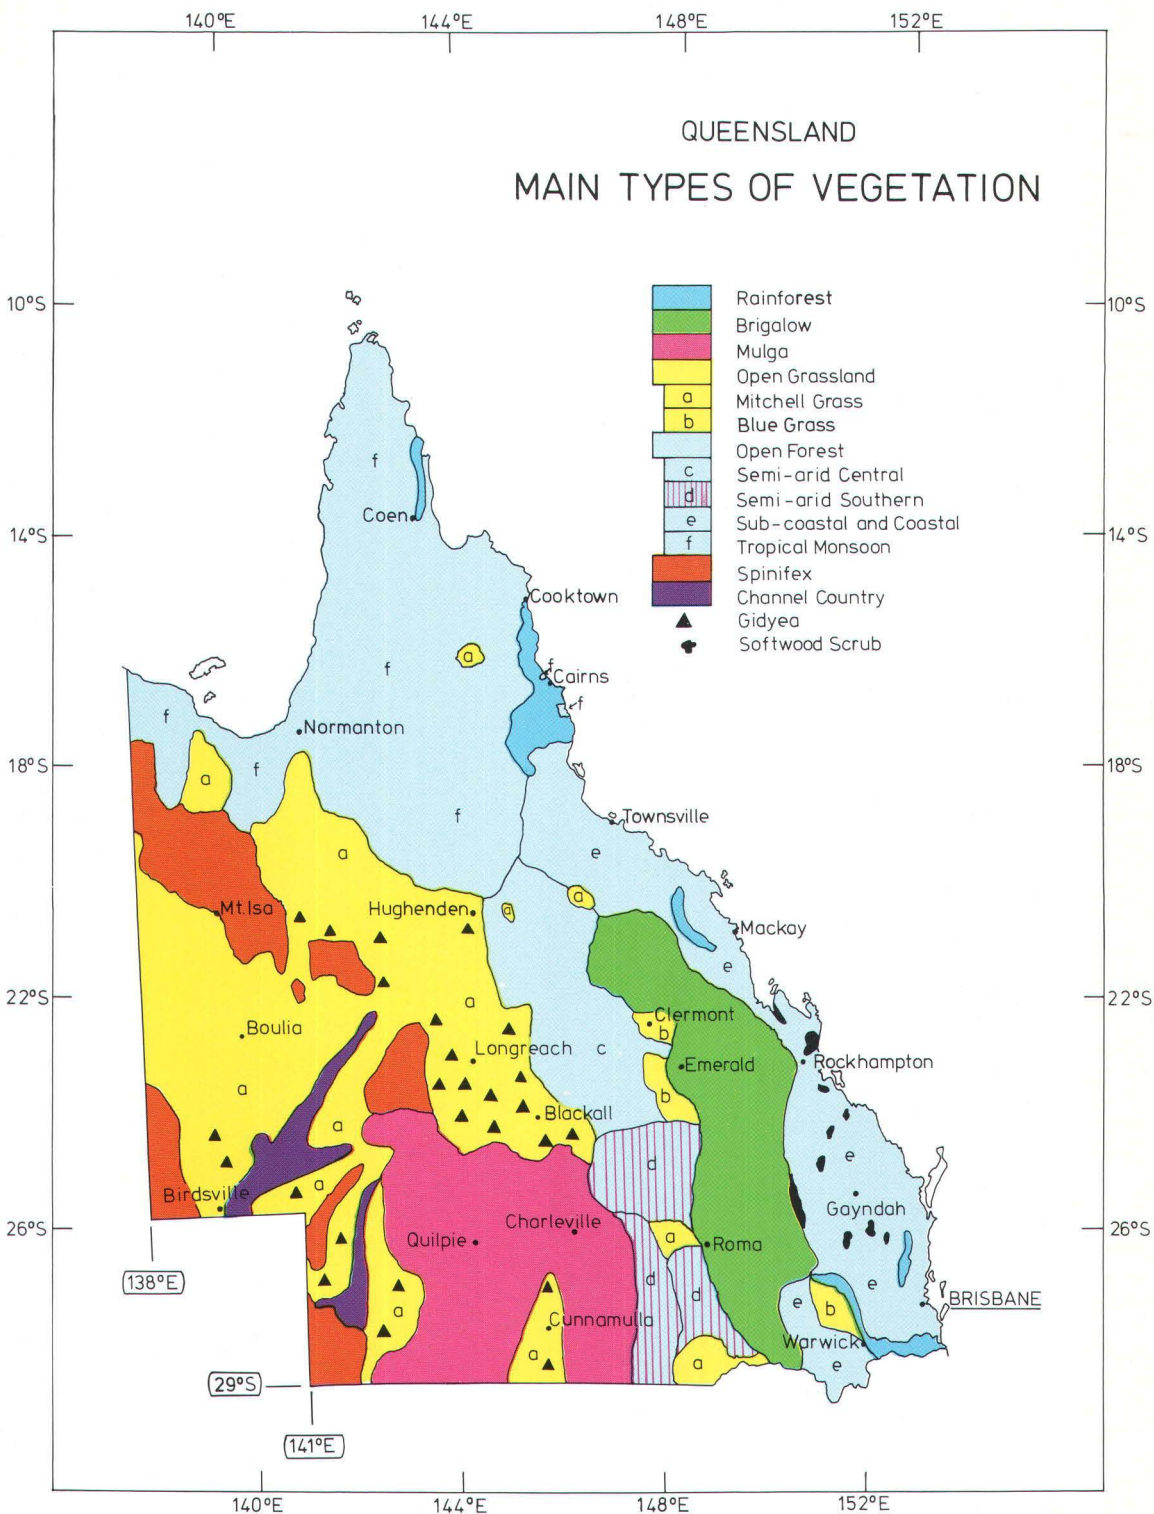 140°E 144°E 148°E 152°E
QUEENSLAND
MAIN TYPES OF VEGETATION
10°S 10°S
Rainforest
Brigalow
Mulga
Open Grassland
a Mitchell Grass
b Blue Grass
Open Forest
c Semi-arid Central
d Semi-arid Southern
e Sub-coastal and Coastal
f Tropical Monsoon
Spinifex
Channel Country
Gidyea
Softwood Scrub
f
Coen
14°S 14°S
Cooktown
a
f
f
Cairns
f
f
Normanton
18°S 18°S
a
f
f
Townsville
a
e
a
a
Mt.Isa
Hughenden
Mackay
e
22°S 22°S
a
Boulia
Clermont
b
Longreach
c
Emerald
Rockhampton
a
b
Blackall
a
d
e
Birdsville
a
Gayndah
Charleville
26°S 26°S
Quilpie
a
Roma
138°E
d
d
e
e
BRISBANE
a
b
Cunnamulla
Warwick
a
a
e
29°S
141°E
140°E 144°E 148°E 152°E